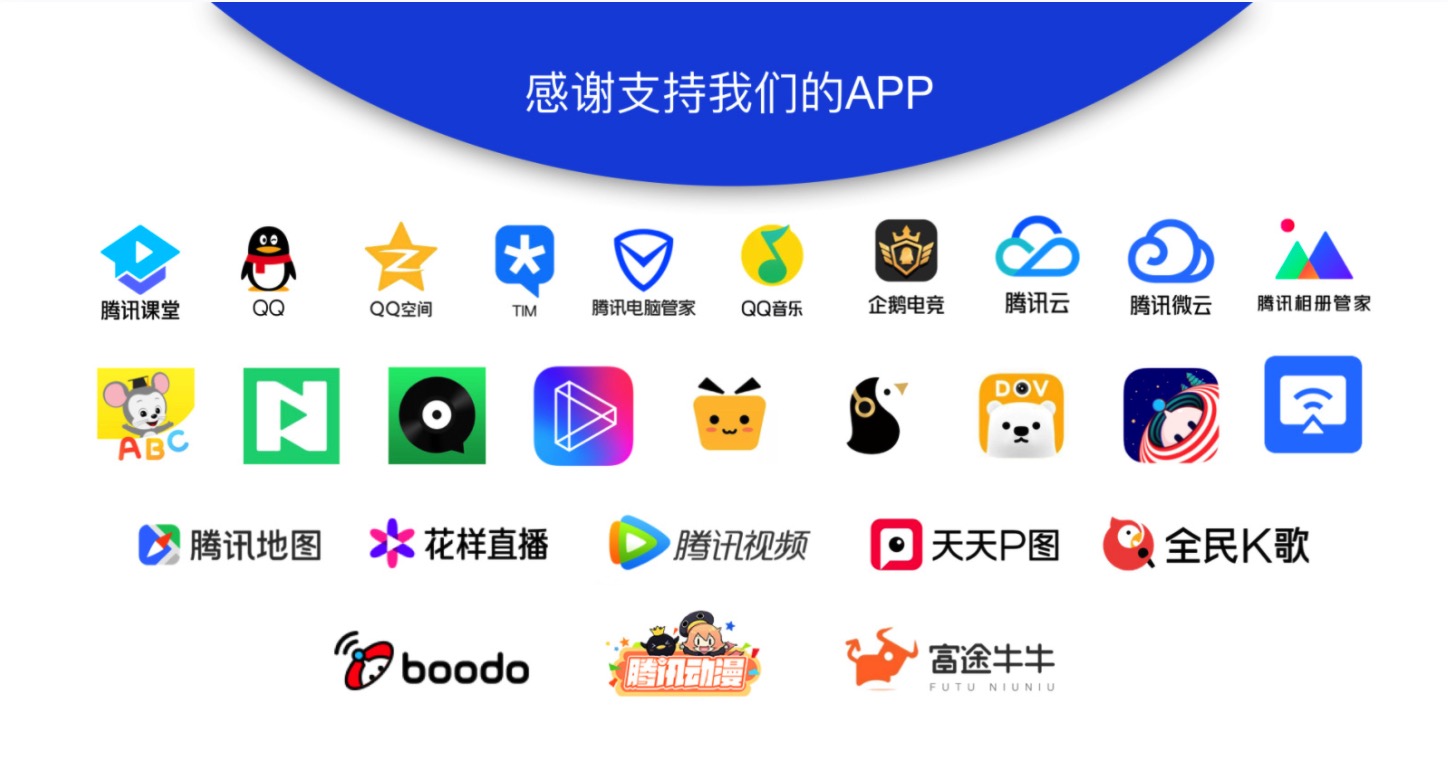 感谢支持我们的APP
腾讯课堂
QQ
QQ空间
TIM
腾讯电脑管家
QQ音乐
企鹅电竞
腾讯云
腾讯微云
腾讯相册管家
ABC
N
DOV
腾讯地图
花样直播
腾讯视频
天天P图
全民K歌
boodo
腾讯动漫
富途牛牛
FUTU NIUNIU